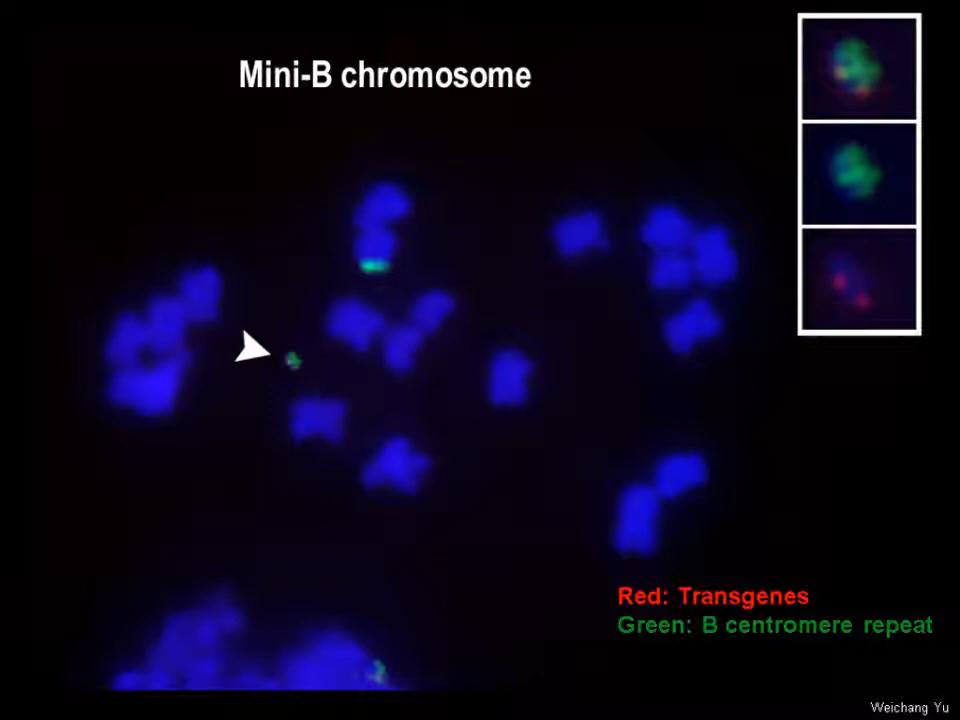 Mini-B chromosome
Red: Transgenes
Green: B centromere repeat
Weichang Yu